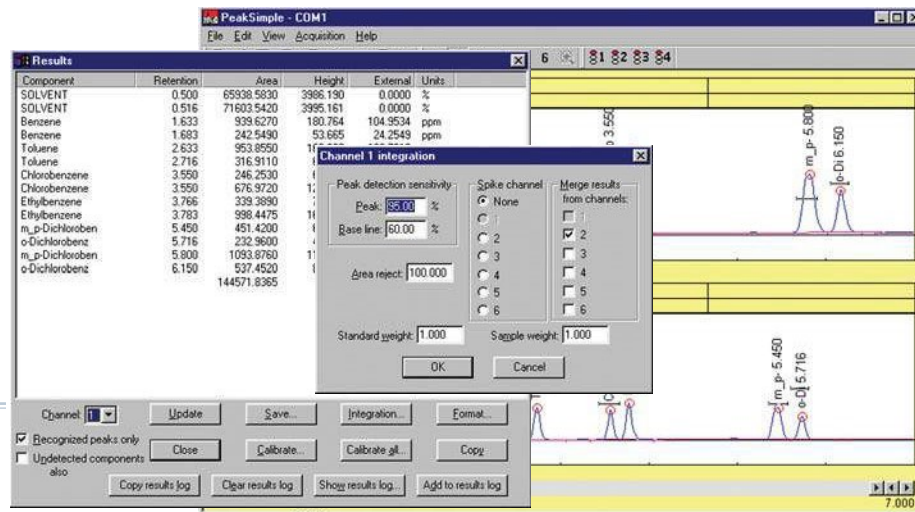 PeakSimple - COM1
File Edit View Acquisition Help
6 1 2 3 4
Results
Component Retention Area Height External Units
SOLVENT 0.500 65938.5830 3986.190 0.0000 %
SOLVENT 0.516 71603.5420 3995.161 0.0000 %
Benzene 1.633 939.6270 180.764 104.9534 ppm
Benzene 1.683 242.5490 53.665 24.2549 ppm
Toluene 2.633 953.8550
Toluene 2.716 316.9110
Chlorobenzene 3.550 246.2530
Chlorobenzene 3.550 676.9720
Ethylbenzene 3.766 339.3890
Ethylbenzene 3.783 998.4475
m_p-Dichloroben 5.450 451.4200
o-Dichlorobenz 5.716 232.9600
m_p-Dichloroben 5.800 1093.8760
o-Dichlorobenz 6.150 537.4520
144571.8365
Channel 1 integration
Peak detection sensitivity
Peak: 95.00 %
Base line: 60.00 %
Area reject: 100.000
Spike channel
None
1
2
3
4
5
6
Merge results
from channels:
1
2
3
4
5
6
Standard weight: 1.000
Sample weight: 1.000
OK
Cancel
3.550
m_p- 5.800
o-Di 6.150
m_p- 5.450
o-Di 5.716
Channel: 1
Update
Save...
Integration...
Format...
Recognized peaks only
Undetected components
also
Close
Calibrate...
Calibrate all...
Copy
Copy results log
Clear results log
Show results log...
Add to results log
7.000